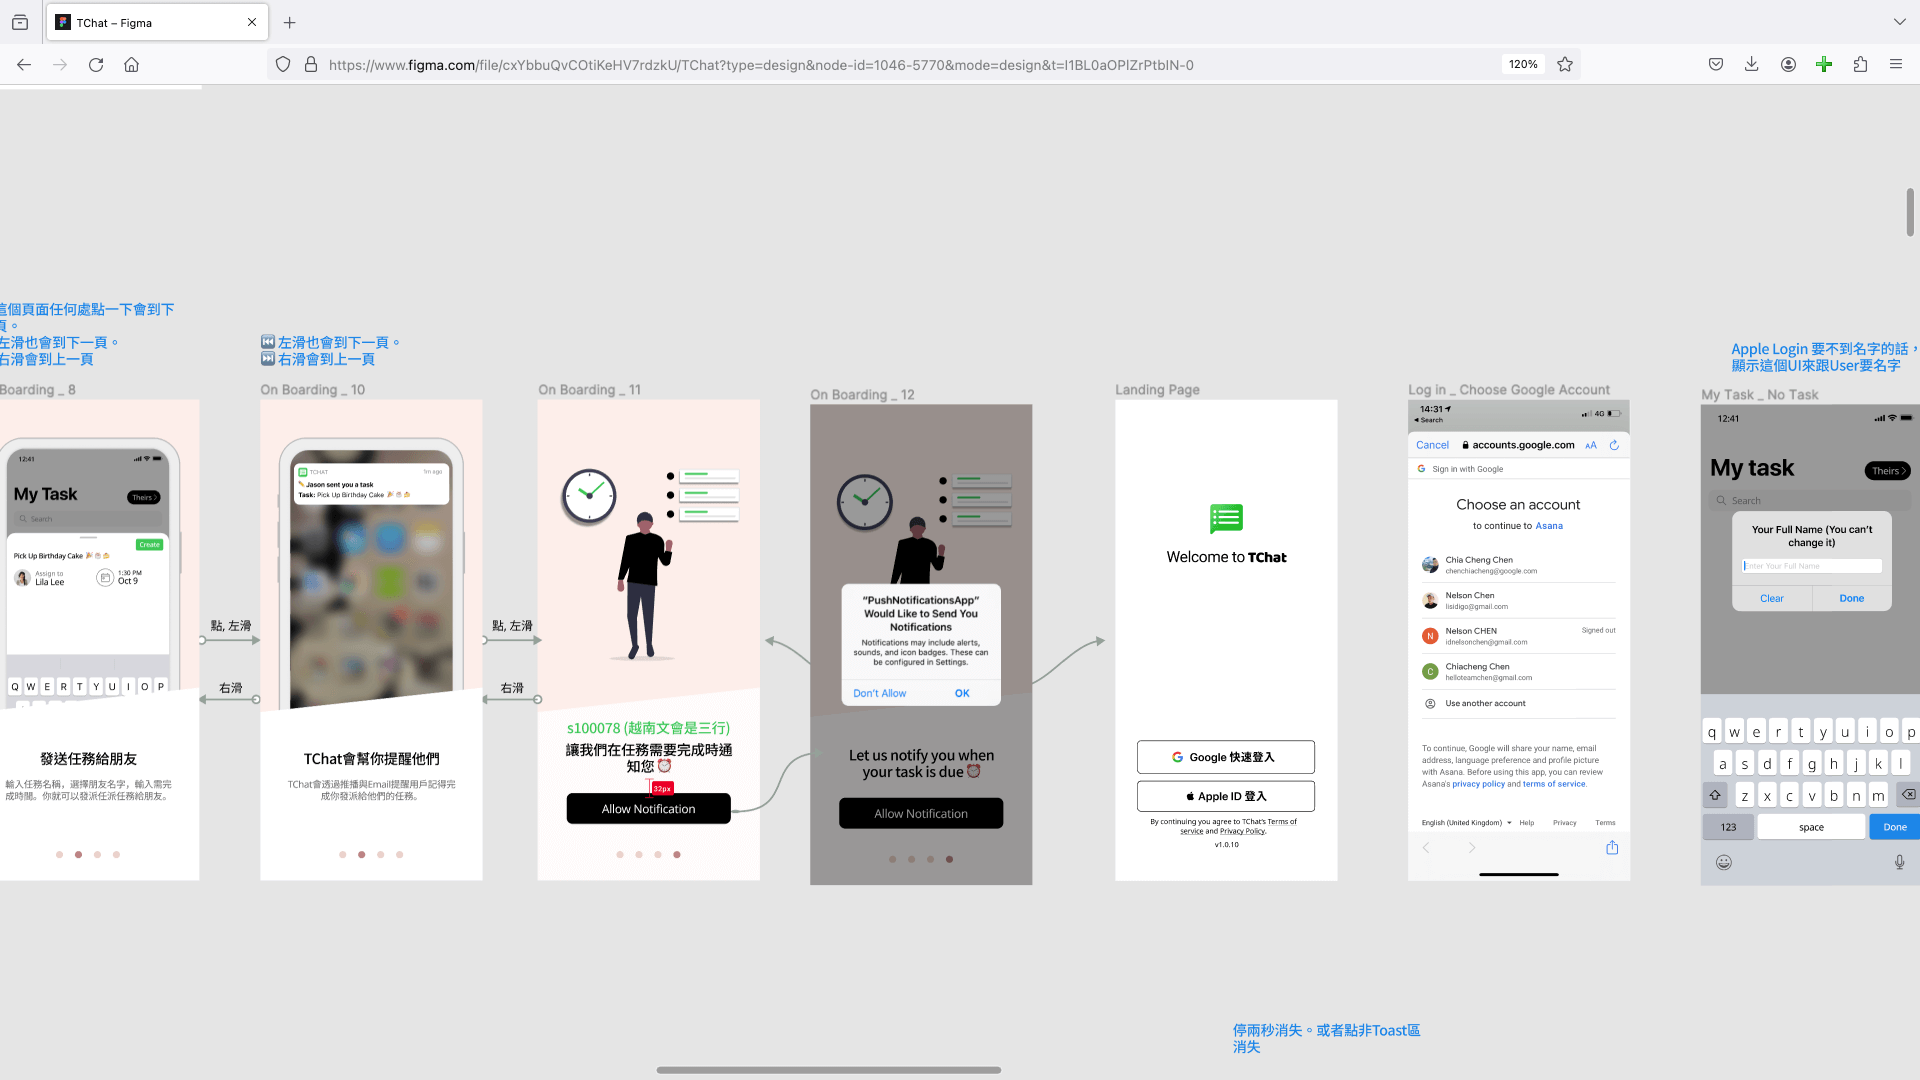 TChat – Figma
https://www.figma.com/file/cxYbbuQvCOtiKeHV7rdzkU/TChat?type=design&node-id=1046-5770&mode=design&t=I1BL0aOPIZrPtbIN-0
120%
這個頁面任何處點一下會到下
頁。
左滑也會到下一頁。
右滑會到上一頁
⏮ 左滑也會到下一頁。
⏭ 右滑會到上一頁
Boarding _ 8
12:41
My Task
Theirs
Search
Create
Pick Up Birthday Cake 🎉 🎂 🍰
Assign to
Lila Lee
1:30 PM
Oct 9
Q W E R T Y U I O P
發送任務給朋友
輸入任務名稱，選擇朋友名字，輸入需完
成時間。你就可以發派任派任務給朋友。
點, 左滑
右滑
On Boarding _ 10
TCHAT
1m ago
✏️ Jason sent you a task
Task: Pick Up Birthday Cake 🎉 🎂 🍰
TChat會幫你提醒他們
TChat會透過推播與Email提醒用戶記得完
成你發派給他們的任務。
點, 左滑
右滑
On Boarding _ 11
s100078 (越南文會是三行)
讓我們在任務需要完成時通
知您⏰
32px
Allow Notification
On Boarding _ 12
“PushNotificationsApp”
Would Like to Send You
Notifications
Notifications may include alerts,
sounds, and icon badges. These can
be configured in Settings.
Don’t Allow
OK
Let us notify you when
your task is due⏰
Allow Notification
Landing Page
Welcome to TChat
Google 快速登入
Apple ID 登入
By continuing you agree to TChat's Terms of
service and Privacy Policy.
v1.0.10
Log in _ Choose Google Account
14:31
4G
Search
Cancel
accounts.google.com
AA
Sign in with Google
Choose an account
to continue to Asana
Chia Cheng Chen
chenchiacheng@google.com
Nelson Chen
lisidigo@gmail.com
N
Nelson CHEN
Signed out
idnelsonchen@gmail.com
C
Chiacheng Chen
helloteamchen@gmail.com
Use another account
To continue, Google will share your name, email
address, language preference and profile picture
with Asana. Before using this app, you can review
Asana's privacy policy and terms of service.
English (United Kingdom)
Help
Privacy
Terms
Apple Login 要不到名字的話，
顯示這個UI來跟User要名字
My Task _ No Task
12:41
My task
Theirs
Search
Your Full Name (You can’t
change it)
Enter Your Full Name
Clear
Done
q w e r t y u i o p
a s d f g h j k l
z x c v b n m
123
space
Done
停兩秒消失。或者點非Toast區
消失